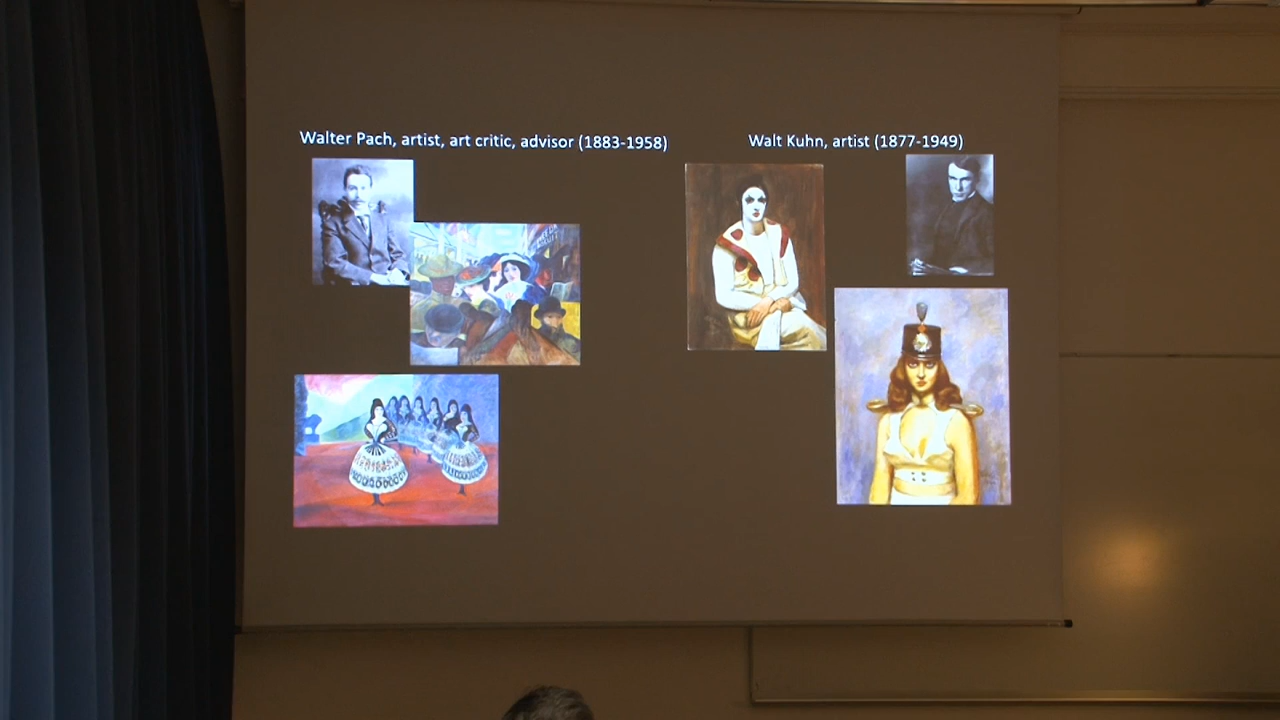 Walter Pach, artist, art critic, advisor (1883-1958)
Walt Kuhn, artist (1877-1949)